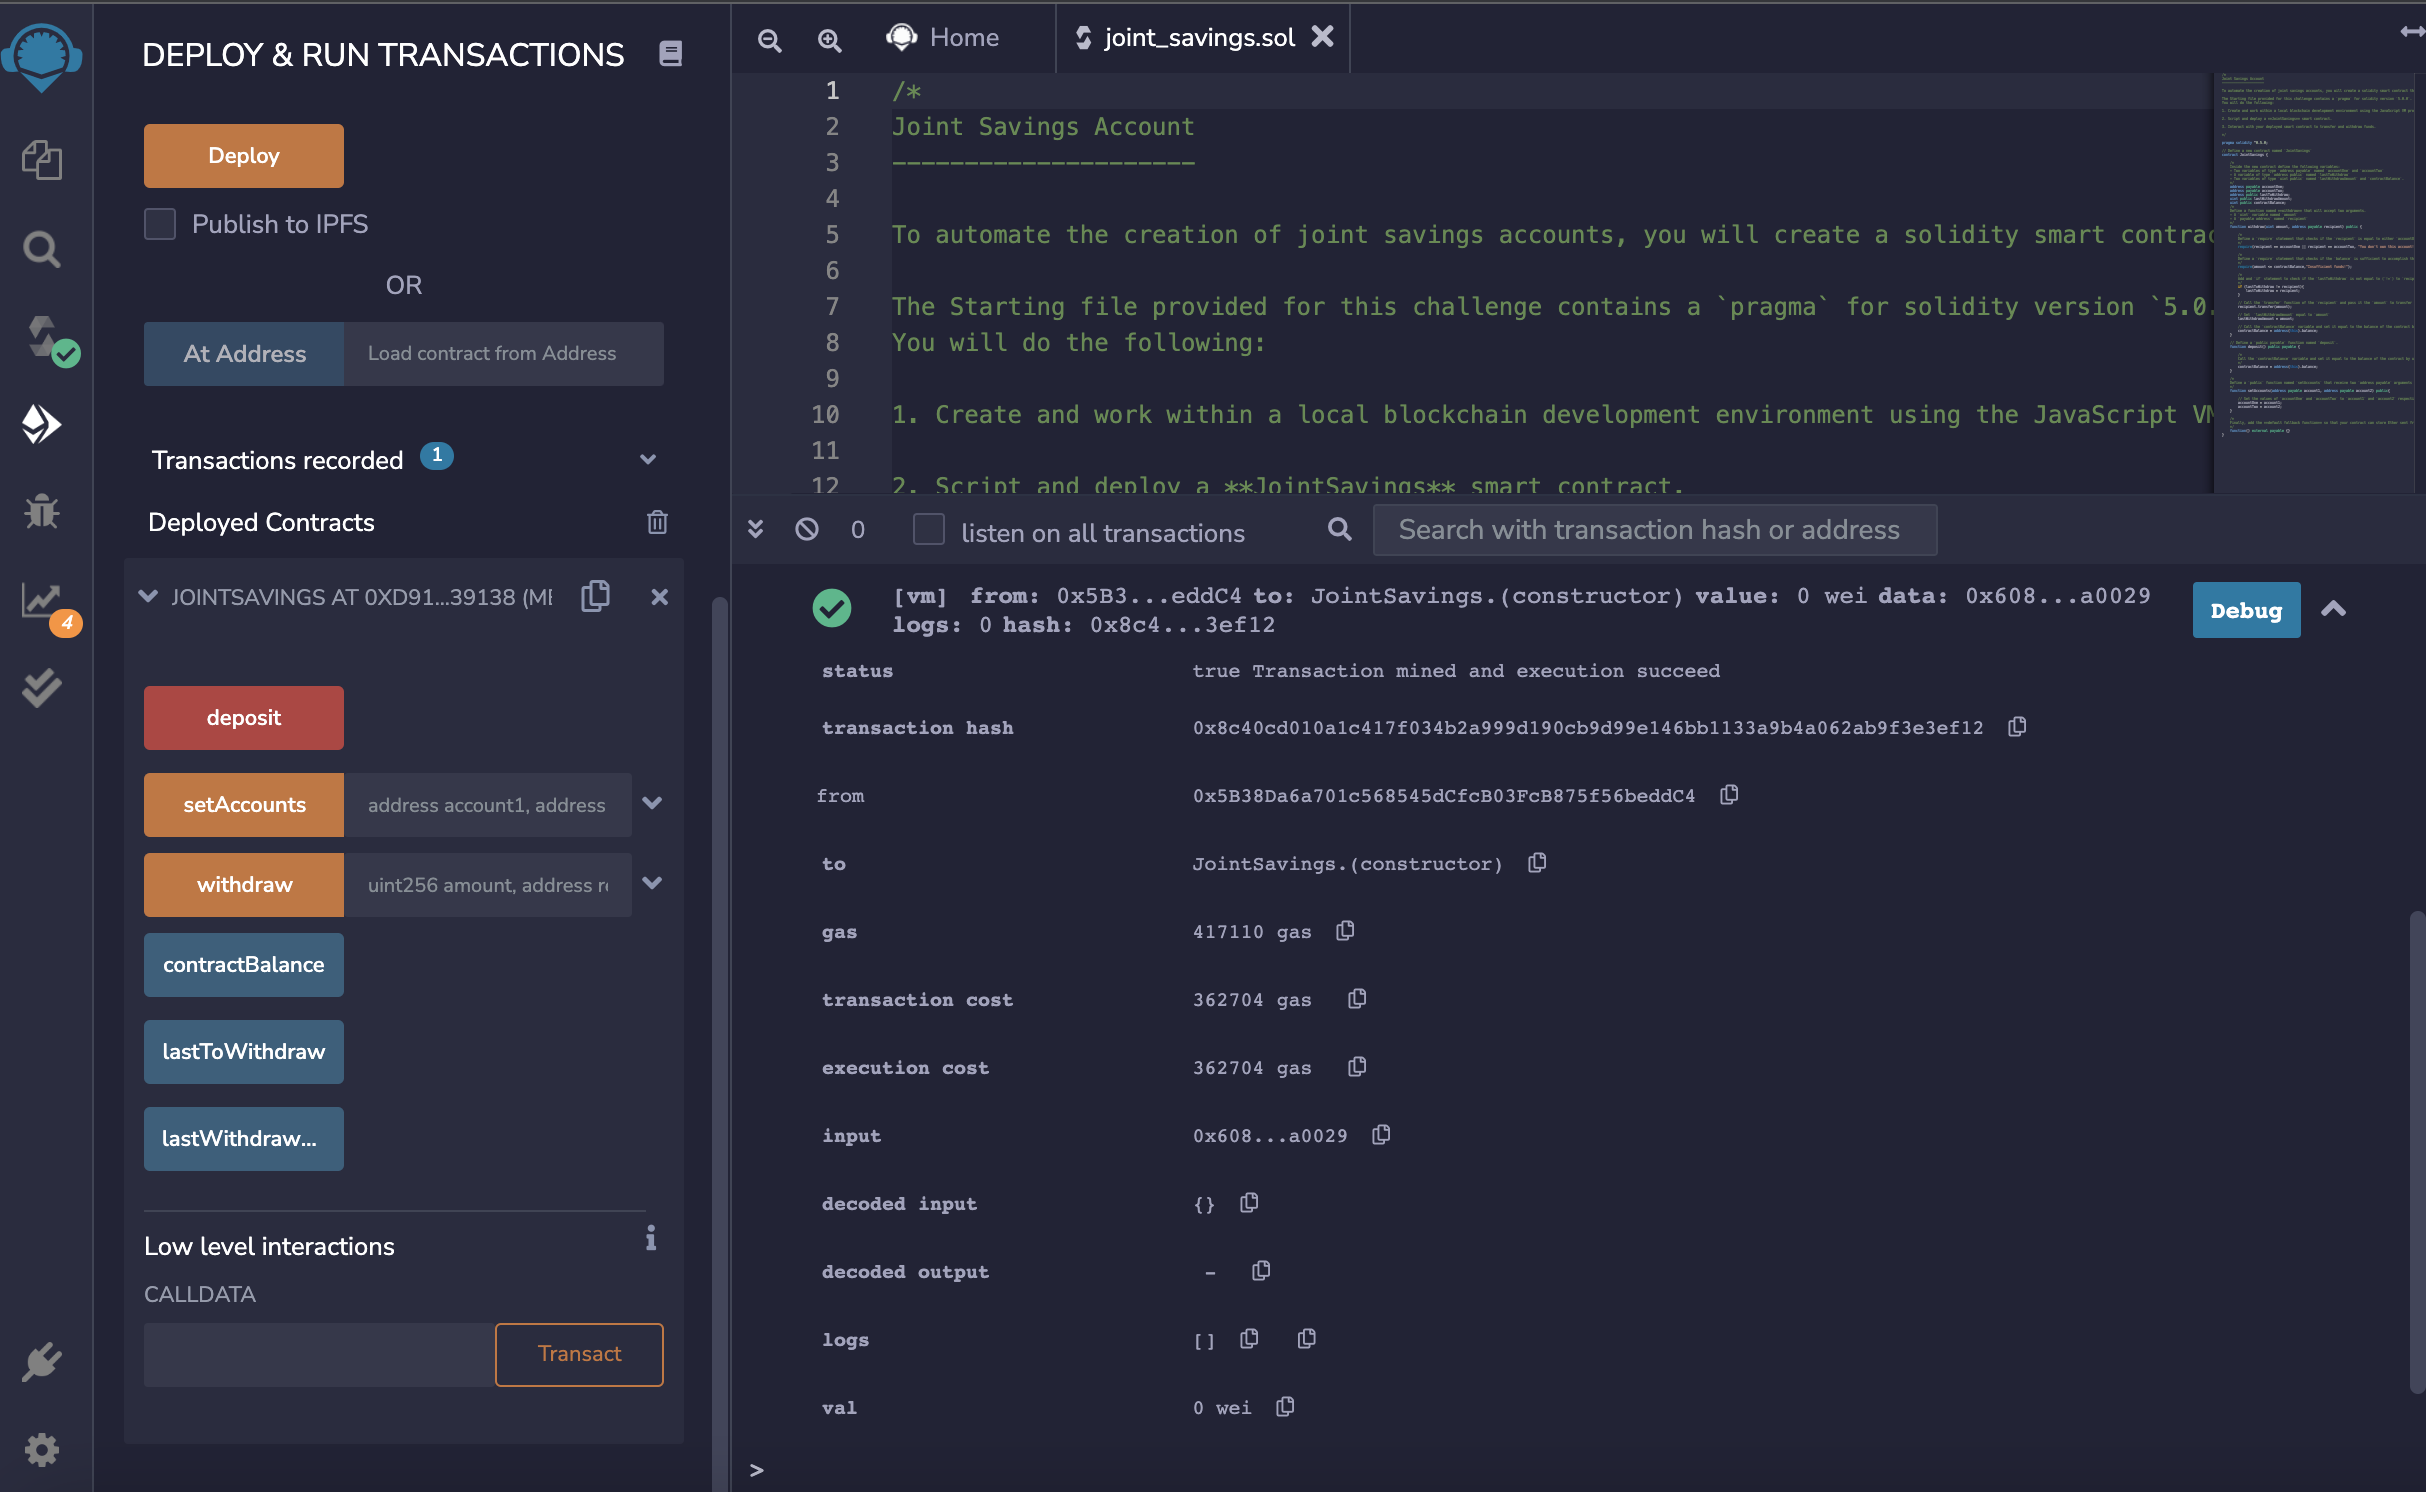 DEPLOY & RUN TRANSACTIONS
Deploy
Publish to IPFS
OR
At Address
Load contract from Address
Transactions recorded 1
Deployed Contracts
JOINTSAVINGS AT 0XD91...39138 (ME
deposit
setAccounts
address account1, address
withdraw
uint256 amount, address re
contractBalance
lastToWithdraw
lastWithdraw...
Low level interactions
CALLDATA
Transact
4
Home
joint_savings.sol
1 /*
2 Joint Savings Account
3 ---------------------
4
5 To automate the creation of joint savings accounts, you will create a solidity smart contrac
6
7 The Starting file provided for this challenge contains a `pragma` for solidity version `5.0.
8 You will do the following:
9
10 1. Create and work within a local blockchain development environment using the JavaScript VM
11
12 2. Script and deploy a **JointSavings** smart contract.
0
listen on all transactions
Search with transaction hash or address
[vm] from: 0x5B3...eddC4 to: JointSavings.(constructor) value: 0 wei data: 0x608...a0029
logs: 0 hash: 0x8c4...3ef12
Debug
status true Transaction mined and execution succeed
transaction hash 0x8c40cd010a1c417f034b2a999d190cb9d99e146bb1133a9b4a062ab9f3e3ef12
from 0x5B38Da6a701c568545dCfcB03FcB875f56beddC4
to JointSavings.(constructor)
gas 417110 gas
transaction cost 362704 gas
execution cost 362704 gas
input 0x608...a0029
decoded input {}
decoded output -
logs []
val 0 wei
>